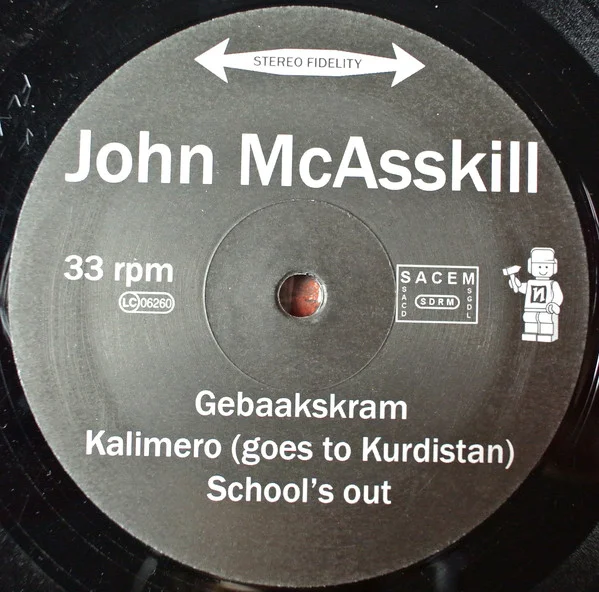 STEREO FIDELITY
John McAsskill
33 rpm
LC 06260
SACEM
SACD
SDRM
SGDL
И
Gebaakskram
Kalimero (goes to Kurdistan)
School's out